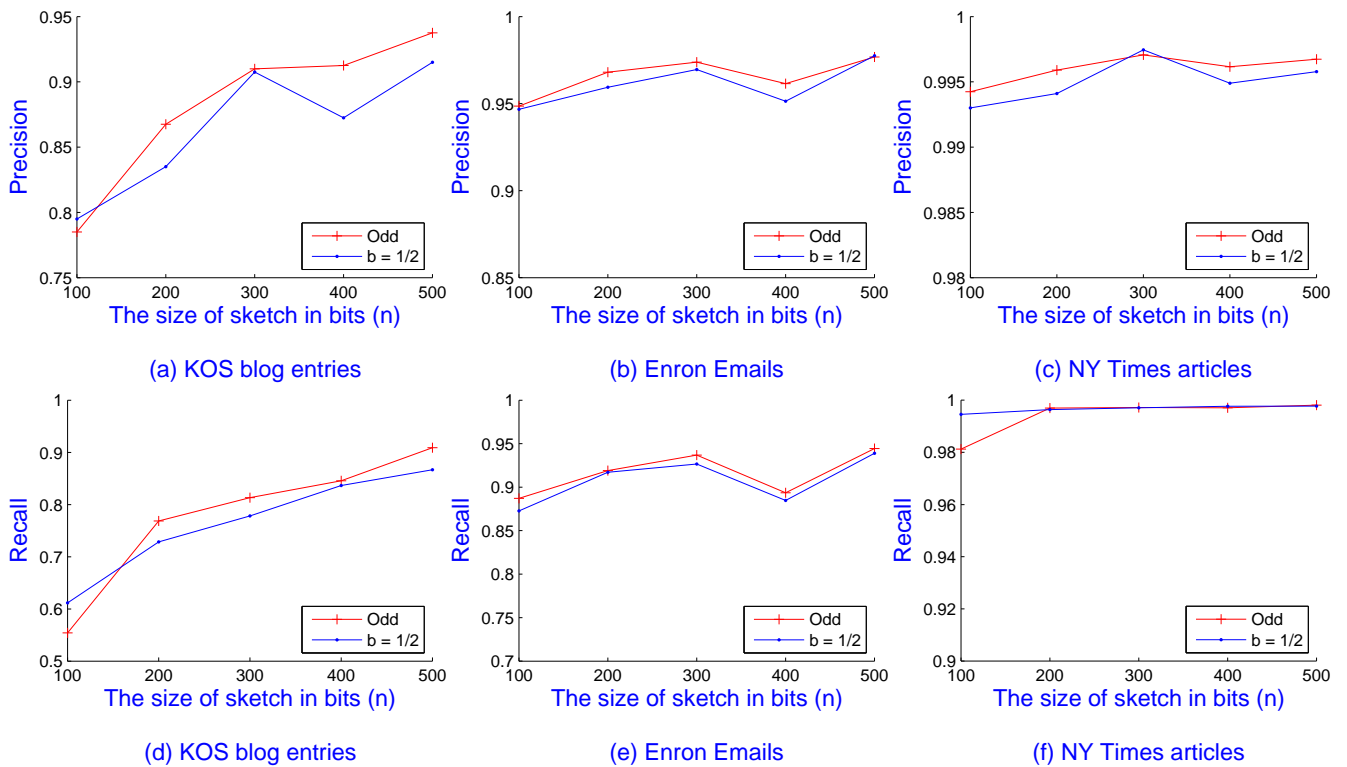 0.95
0.9
0.85
0.8
0.75
Precision
100 200 300 400 500
Odd
b = 1/2
The size of sketch in bits (n)
(a) KOS blog entries
1
0.95
0.9
0.85
Precision
100 200 300 400 500
Odd
b = 1/2
The size of sketch in bits (n)
(b) Enron Emails
1
0.995
0.99
0.985
0.98
Precision
100 200 300 400 500
Odd
b = 1/2
The size of sketch in bits (n)
(c) NY Times articles
1
0.9
0.8
0.7
0.6
0.5
Recall
100 200 300 400 500
Odd
b = 1/2
The size of sketch in bits (n)
(d) KOS blog entries
1
0.95
0.9
0.85
0.8
0.75
0.7
Recall
100 200 300 400 500
Odd
b = 1/2
The size of sketch in bits (n)
(e) Enron Emails
1
0.98
0.96
0.94
0.92
0.9
Recall
100 200 300 400 500
Odd
b = 1/2
The size of sketch in bits (n)
(f) NY Times articles